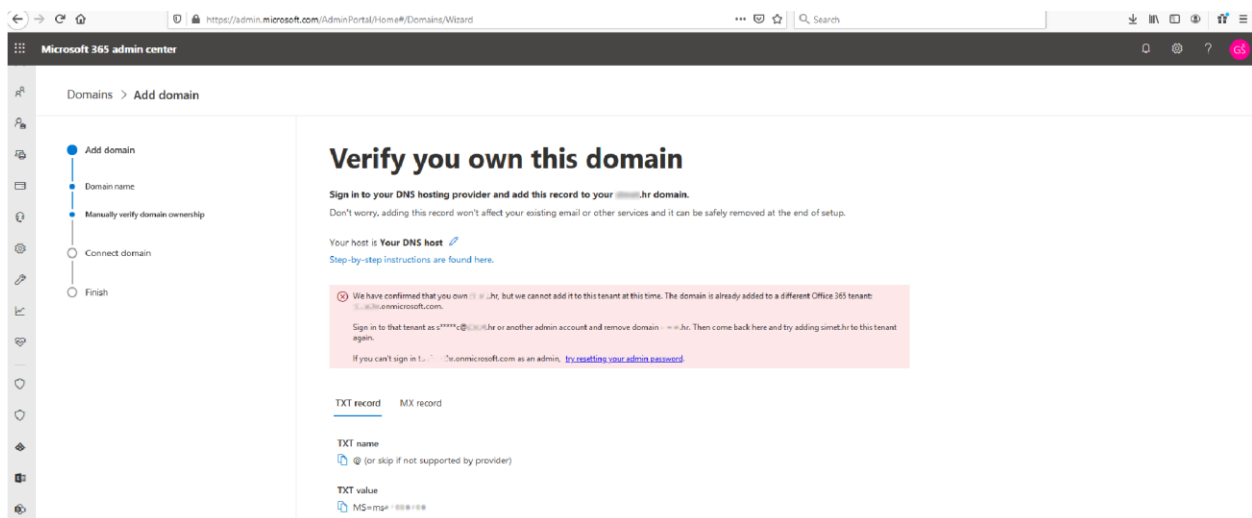 https://admin.microsoft.com/AdminPortal/Home#/Domains/Wizard
Search
Microsoft 365 admin center
GŠ
Domains > Add domain
Add domain
Domain name
Manually verify domain ownership
Connect domain
Finish
Verify you own this domain
Sign in to your DNS hosting provider and add this record to your .hr domain.
Don't worry, adding this record won't affect your existing email or other services and it can be safely removed at the end of setup.
Your host is Your DNS host
Step-by-step instructions are found here.
We have confirmed that you own .hr, but we cannot add it to this tenant at this time. The domain is already added to a different Office 365 tenant:
.onmicrosoft.com.
Sign in to that tenant as s*****c@ .hr or another admin account and remove domain .hr. Then come back here and try adding simet.hr to this tenant
again.
If you can't sign in .onmicrosoft.com as an admin, try resetting your admin password.
TXT record MX record
TXT name
@ (or skip if not supported by provider)
TXT value
MS=ms